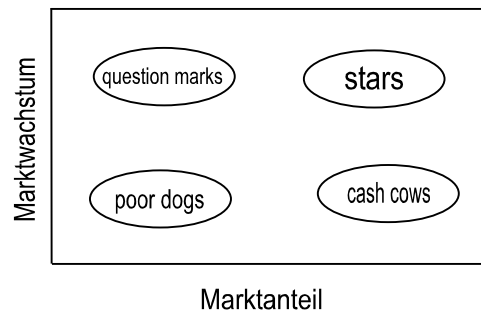 Marktwachstum
question marks
stars
poor dogs
cash cows
Marktanteil